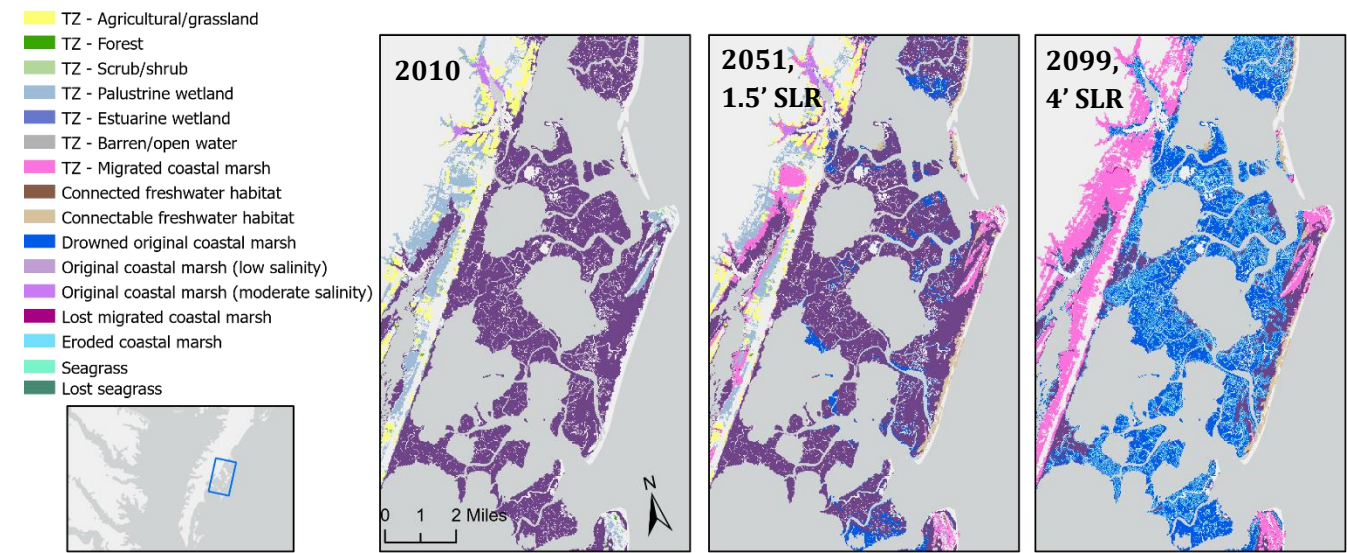 TZ - Agricultural/grassland
TZ - Forest
TZ - Scrub/shrub
TZ - Palustrine wetland
TZ - Estuarine wetland
TZ - Barren/open water
TZ - Migrated coastal marsh
Connected freshwater habitat
Connectable freshwater habitat
Drowned original coastal marsh
Original coastal marsh (low salinity)
Original coastal marsh (moderate salinity)
Lost migrated coastal marsh
Eroded coastal marsh
Seagrass
Lost seagrass
2010
N
0 1 2 Miles
2051,
1.5’ SLR
2099,
4’ SLR